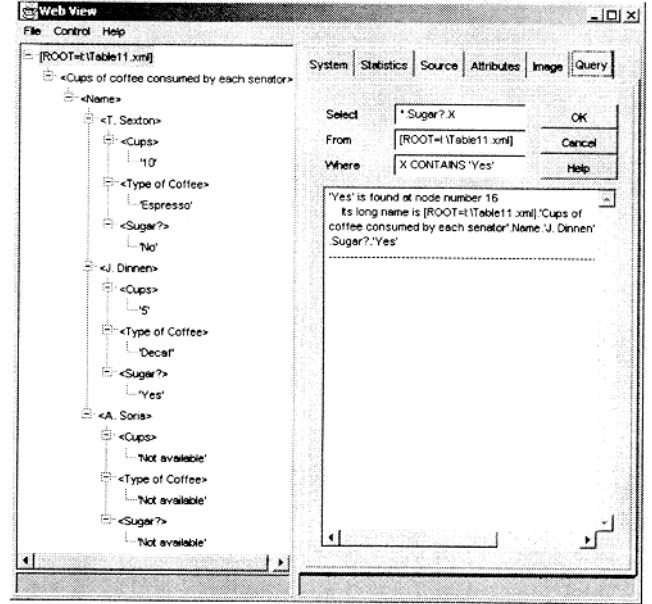 Web View
File Control Help
[ROOT=I:\Table11.xml]
<Cups of coffee consumed by each senator>
<Name>
<T. Sexton>
<Cups>
'10'
<Type of Coffee>
'Espresso'
<Sugar?>
'No'
<J. Dinnen>
<Cups>
'5'
<Type of Coffee>
'Decaf'
<Sugar?>
'Yes'
<A. Soria>
<Cups>
'Not available'
<Type of Coffee>
'Not available'
<Sugar?>
'Not available'
System Statistics Source Attributes Image Query
Select *.Sugar?.X OK
From [ROOT=I:\Table11.xml] Cancel
Where X CONTAINS 'Yes' Help
'Yes' is found at node number 16
Its long name is [ROOT=I:\Table11.xml].'Cups of
coffee consumed by each senator'.Name.'J. Dinnen'
.Sugar?.'Yes'